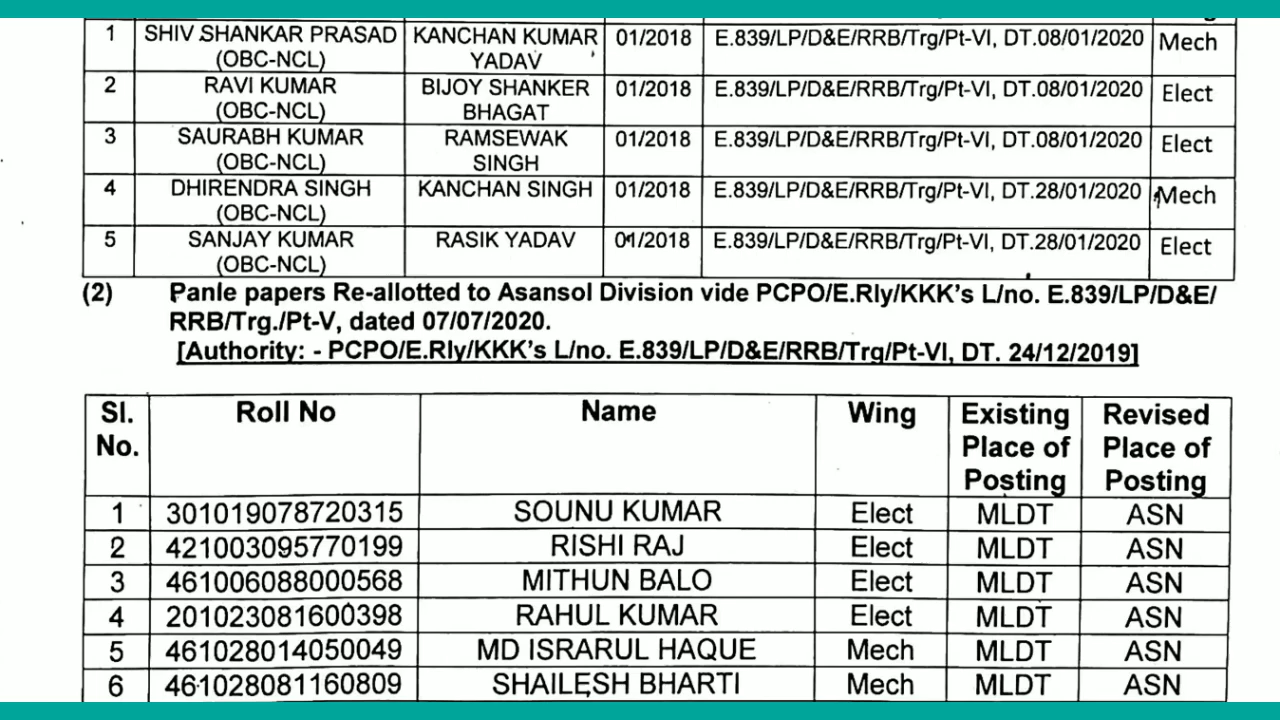 1 SHIV SHANKAR PRASAD KANCHAN KUMAR 01/2018 E.839/LP/D&E/RRB/Trg/Pt-VI, DT.08/01/2020 Mech
(OBC-NCL) YADAV
2 RAVI KUMAR BIJOY SHANKER 01/2018 E.839/LP/D&E/RRB/Trg/Pt-VI, DT.08/01/2020 Elect
(OBC-NCL) BHAGAT
3 SAURABH KUMAR RAMSEWAK 01/2018 E.839/LP/D&E/RRB/Trg/Pt-VI, DT.08/01/2020 Elect
(OBC-NCL) SINGH
4 DHIRENDRA SINGH KANCHAN SINGH 01/2018 E.839/LP/D&E/RRB/Trg/Pt-VI, DT.28/01/2020 Mech
(OBC-NCL)
5 SANJAY KUMAR RASIK YADAV 01/2018 E.839/LP/D&E/RRB/Trg/Pt-VI, DT.28/01/2020 Elect
(OBC-NCL)
(2) Panle papers Re-allotted to Asansol Division vide PCPO/E.Rly/KKK's L/no. E.839/LP/D&E/
RRB/Trg./Pt-V, dated 07/07/2020.
[Authority: - PCPO/E.Rly/KKK's L/no. E.839/LP/D&E/RRB/Trg/Pt-VI, DT. 24/12/2019]
Sl. Roll No Name Wing Existing Revised
No. Place of Place of
Posting Posting
1 301019078720315 SOUNU KUMAR Elect MLDT ASN
2 421003095770199 RISHI RAJ Elect MLDT ASN
3 461006088000568 MITHUN BALO Elect MLDT ASN
4 201023081600398 RAHUL KUMAR Elect MLDT ASN
5 461028014050049 MD ISRARUL HAQUE Mech MLDT ASN
6 461028081160809 SHAILESH BHARTI Mech MLDT ASN